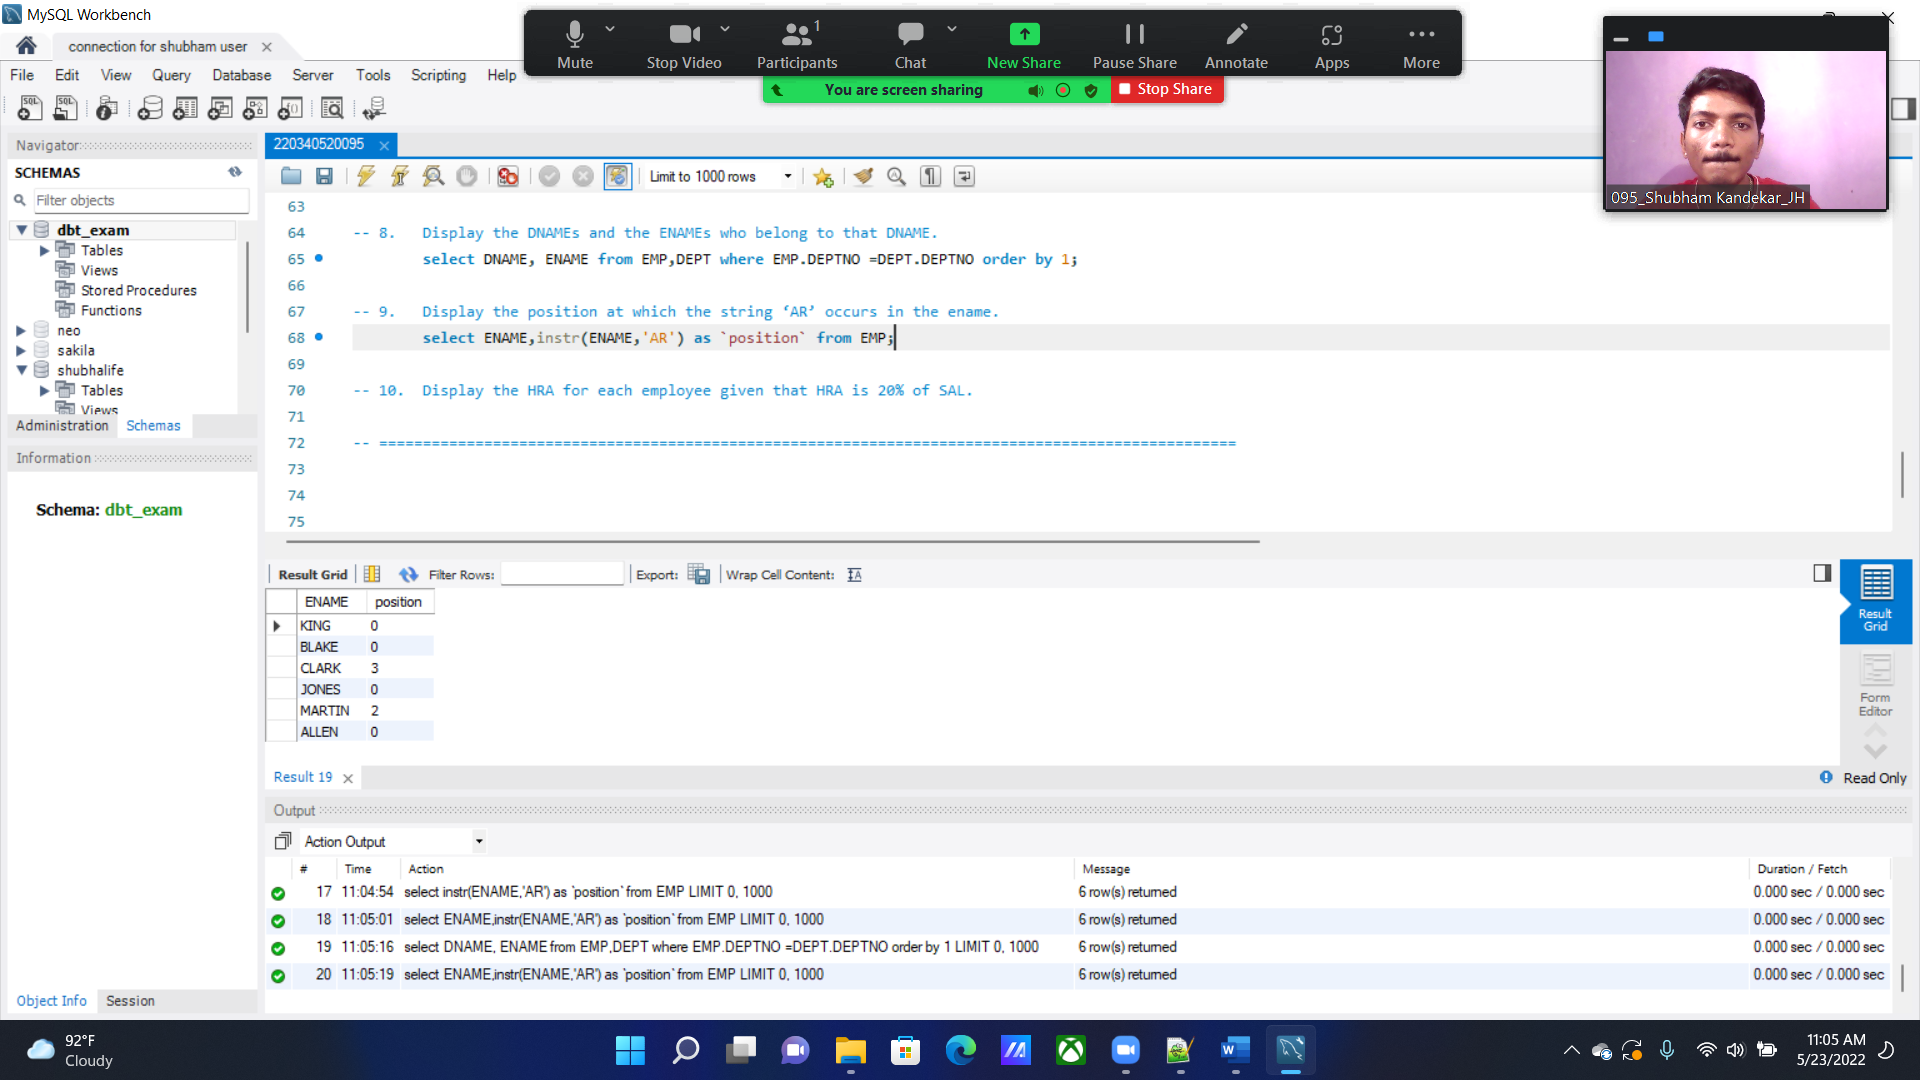 MySQL Workbench
connection for shubham user
File Edit View Query Database Server Tools Scripting Help
Mute
Stop Video
1
Participants
Chat
New Share
Pause Share
Annotate
Apps
More
You are screen sharing
Stop Share
095_Shubham Kandekar_JH
Navigator
SCHEMAS
Filter objects
dbt_exam
Tables
Views
Stored Procedures
Functions
neo
sakila
shubhalife
Tables
Views
Administration Schemas
Information
Schema: dbt_exam
Object Info Session
220340520095
Limit to 1000 rows
63
64 -- 8. Display the DNAMEs and the ENAMEs who belong to that DNAME.
65 select DNAME, ENAME from EMP,DEPT where EMP.DEPTNO =DEPT.DEPTNO order by 1;
66
67 -- 9. Display the position at which the string ‘AR’ occurs in the ename.
68 select ENAME,instr(ENAME,'AR') as `position` from EMP;
69
70 -- 10. Display the HRA for each employee given that HRA is 20% of SAL.
71
72 -- ==================================================================================================
73
74
75
Result Grid Filter Rows: Export: Wrap Cell Content:
ENAME position
KING 0
BLAKE 0
CLARK 3
JONES 0
MARTIN 2
ALLEN 0
Result Grid
Form Editor
Result 19
Read Only
Output
Action Output
# Time Action Message Duration / Fetch
17 11:04:54 select instr(ENAME,'AR') as `position` from EMP LIMIT 0, 1000 6 row(s) returned 0.000 sec / 0.000 sec
18 11:05:01 select ENAME,instr(ENAME,'AR') as `position` from EMP LIMIT 0, 1000 6 row(s) returned 0.000 sec / 0.000 sec
19 11:05:16 select DNAME, ENAME from EMP,DEPT where EMP.DEPTNO =DEPT.DEPTNO order by 1 LIMIT 0, 1000 6 row(s) returned 0.000 sec / 0.000 sec
20 11:05:19 select ENAME,instr(ENAME,'AR') as `position` from EMP LIMIT 0, 1000 6 row(s) returned 0.000 sec / 0.000 sec
92°F
Cloudy
11:05 AM
5/23/2022